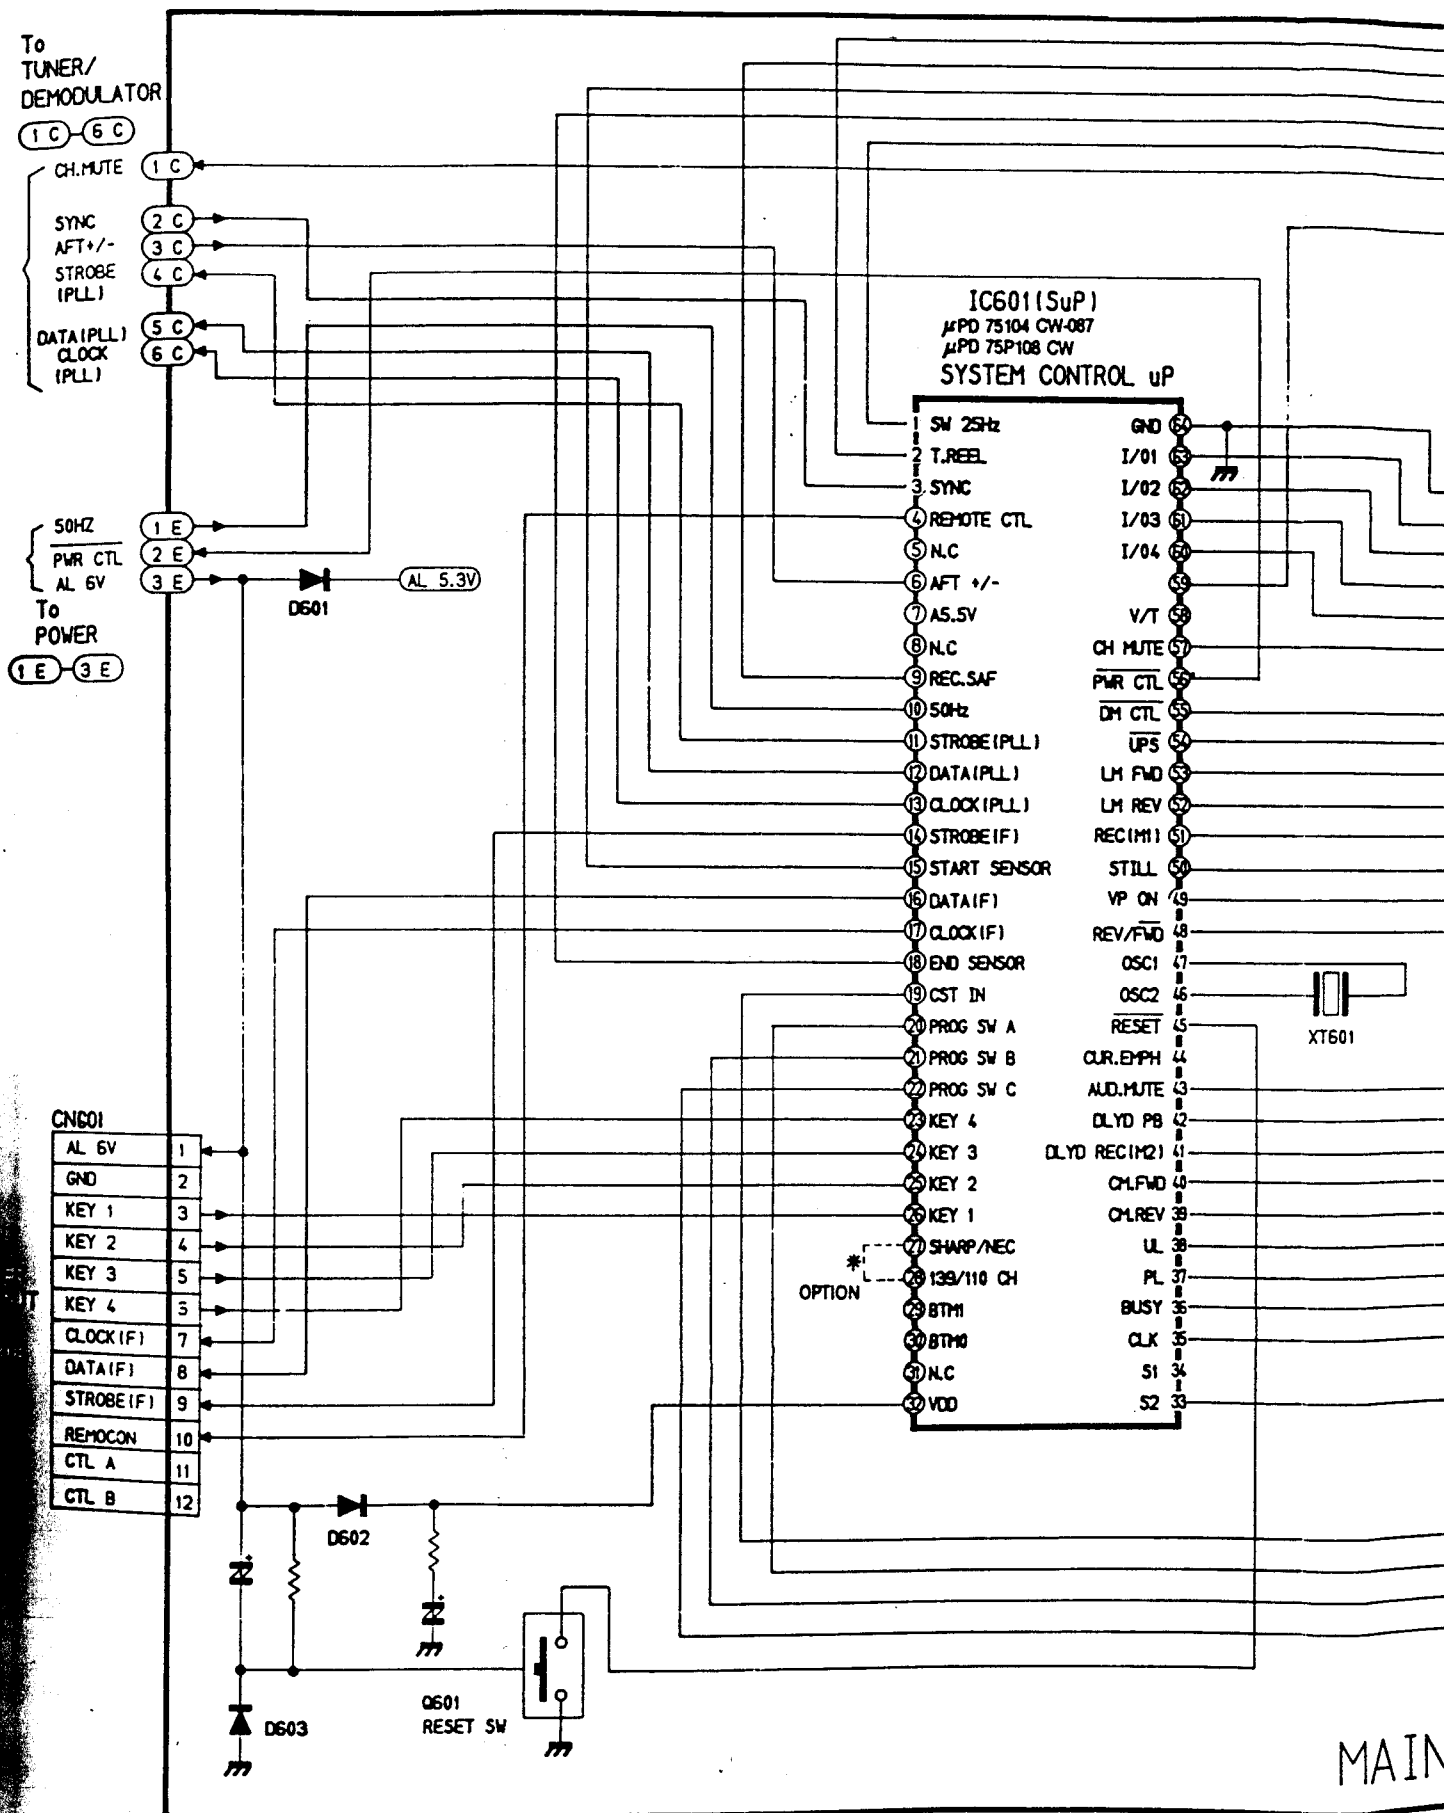 To
TUNER/
DEMODULATOR
1 C 6 C
CH.MUTE 1 C
SYNC 2 C
AFT+/- 3 C
STROBE 4 C
(PLL)
DATA(PLL) 5 C
CLOCK 6 C
(PLL)
50HZ 1 E
PWR CTL 2 E
AL 6V 3 E
D601
AL 5.3V
To
POWER
1 E 3 E
CN601
AL 6V 1
GND 2
KEY 1 3
KEY 2 4
KEY 3 5
KEY 4 6
CLOCK(F) 7
DATA(F) 8
STROBE(F) 9
REMOCON 10
CTL A 11
CTL B 12
D602
D603
Q601
RESET SW
IC601(SuP)
μPD 75104 CW-087
μPD 75P108 CW
SYSTEM CONTROL uP
1 SW 25Hz
2 T.REEL
3 SYNC
4 REMOTE CTL
5 N.C
6 AFT +/-
7 A5.5V
8 N.C
9 REC.SAF
10 50Hz
11 STROBE(PLL)
12 DATA(PLL)
13 CLOCK(PLL)
14 STROBE(F)
15 START SENSOR
16 DATA(F)
17 CLOCK(F)
18 END SENSOR
19 CST IN
20 PROG SW A
21 PROG SW B
22 PROG SW C
23 KEY 4
24 KEY 3
25 KEY 2
26 KEY 1
27 SHARP/NEC
28 139/110 CH
29 BTM1
30 BTM0
31 N.C
32 VDD
*
OPTION
GND 64
I/O1 63
I/O2 62
I/O3 61
I/O4 60
59
V/T 58
CH MUTE 57
PWR CTL 56
DM CTL 55
UPS 54
LM FWD 53
LM REV 52
REC(M1) 51
STILL 50
VP ON 49
REV/FWD 48
OSC1 47
OSC2 46
RESET 45
CUR.EMPH 44
AUD.MUTE 43
DLYD PB 42
DLYD REC(M2) 41
CM.FWD 40
CM.REV 39
UL 38
PL 37
BUSY 36
CLK 35
S1 34
S2 33
XT601
MAIN